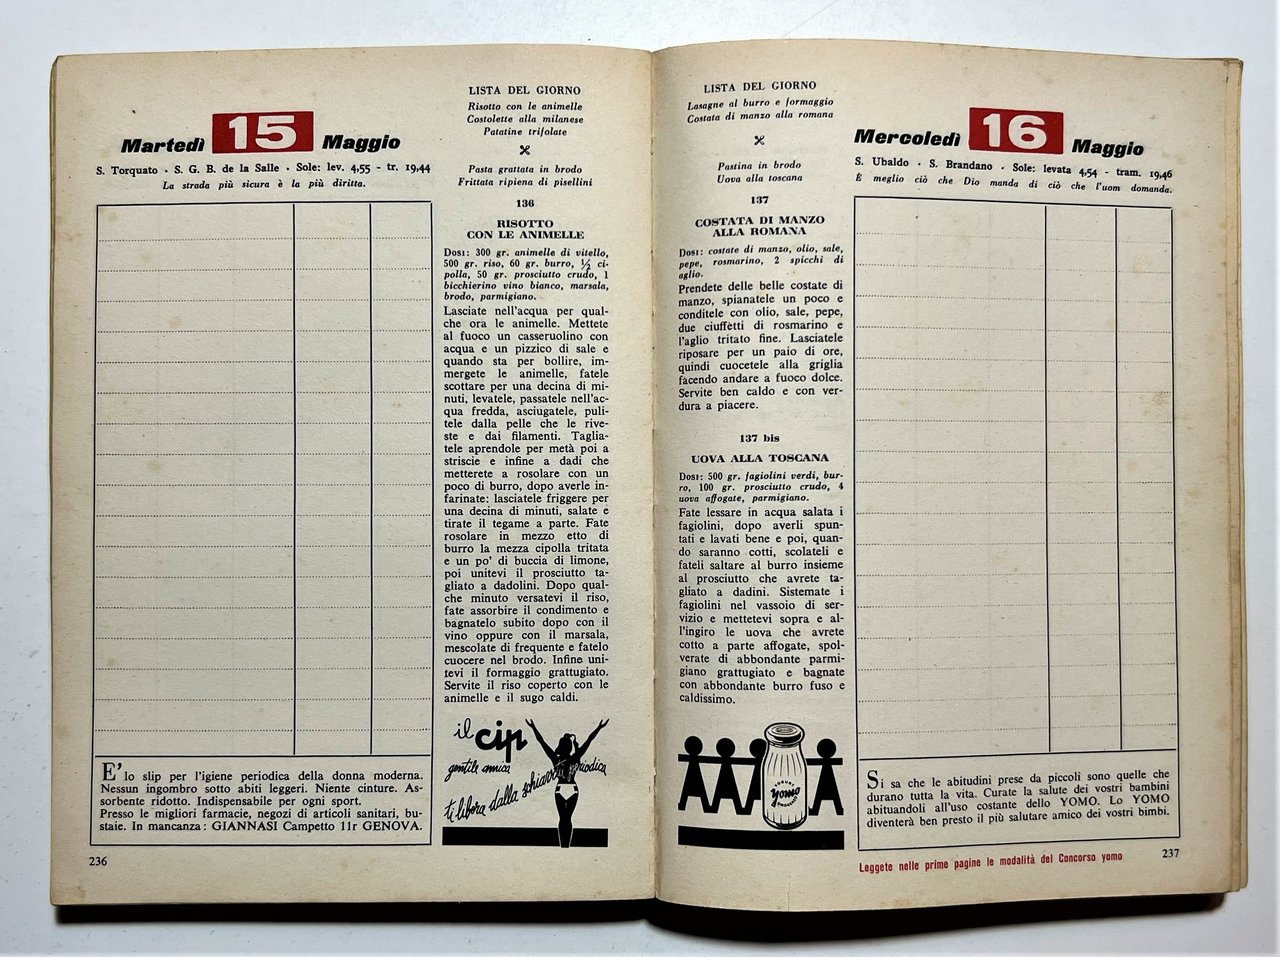 Martedì 15 Maggio
S. Torquato · S. G. B. de la Salle · Sole: lev. 4,55 - tr. 19,44
La strada più sicura è la più diritta.
LISTA DEL GIORNO
Risotto con le animelle
Costolette alla milanese
Patatine trifolate
Pasta grattata in brodo
Frittata ripiena di pisellini
136
RISOTTO
CON LE ANIMELLE
Dosi: 300 gr. animelle di vitello,
500 gr. riso, 60 gr. burro, ½ ci-
polla, 50 gr. prosciutto crudo, 1
bicchierino vino bianco, marsala,
brodo, parmigiano.
Lasciate nell'acqua per qual-
che ora le animelle. Mettete
al fuoco un casseruolino con
acqua e un pizzico di sale e
quando sta per bollire, im-
mergete le animelle, fatele
scottare per una decina di mi-
nuti, levatele, passatele nell'ac-
qua fredda, asciugatele, puli-
tele dalla pelle che le rive-
ste e dai filamenti. Taglia-
tele aprendole per metà poi a
striscie e infine a dadi che
metterete a rosolare con un
poco di burro, dopo averle in-
farinate: lasciatele friggere per
una decina di minuti, salate e
tirate il tegame a parte. Fate
rosolare in mezzo etto di
burro la mezza cipolla tritata
e un po' di buccia di limone,
poi unitevi il prosciutto ta-
gliato a dadolini. Dopo qual-
che minuto versatevi il riso,
fate assorbire il condimento e
bagnatelo subito dopo con il
vino oppure con il marsala,
mescolate di frequente e fatelo
cuocere nel brodo. Infine uni-
tevi il formaggio grattugiato.
Servite il riso coperto con le
animelle e il sugo caldi.
il cip
gentile amica
ti libera dalla schiavitù periodica
E' lo slip per l'igiene periodica della donna moderna.
Nessun ingombro sotto abiti leggeri. Niente cinture. As-
sorbente ridotto. Indispensabile per ogni sport.
Presso le migliori farmacie, negozi di articoli sanitari, bu-
staie. In mancanza: GIANNASI Campetto 11r GENOVA.
236
LISTA DEL GIORNO
Lasagne al burro e formaggio
Costata di manzo alla romana
Pastina in brodo
Uova alla toscana
137
COSTATA DI MANZO
ALLA ROMANA
Dosi: costate di manzo, olio, sale,
pepe, rosmarino, 2 spicchi di
aglio.
Prendete delle belle costate di
manzo, spianatele un poco e
conditele con olio, sale, pepe,
due ciuffetti di rosmarino e
l'aglio tritato fine. Lasciatele
riposare per un paio di ore,
quindi cuocetele alla griglia
facendo andare a fuoco dolce.
Servite ben caldo e con ver-
dura a piacere.
137 bis
UOVA ALLA TOSCANA
Dosi: 500 gr. fagiolini verdi, bur-
ro, 100 gr. prosciutto crudo, 4
uova affogate, parmigiano.
Fate lessare in acqua salata i
fagiolini, dopo averli spun-
tati e lavati bene e poi, quan-
do saranno cotti, scolateli e
fateli saltare al burro insieme
al prosciutto che avrete ta-
gliato a dadini. Sistemate i
fagiolini nel vassoio di ser-
vizio e mettetevi sopra e al-
l'ingiro le uova che avrete
cotto a parte affogate, spol-
verate di abbondante parmi-
giano grattugiato e bagnate
con abbondante burro fuso e
caldissimo.
yomo
Mercoledì 16 Maggio
S. Ubaldo · S. Brandano · Sole: levata 4,54 - tram. 19,46
È meglio ciò che Dio manda di ciò che l'uom domanda.
Si sa che le abitudini prese da piccoli sono quelle che
durano tutta la vita. Curate la salute dei vostri bambini
abituandoli all'uso costante dello YOMO. Lo YOMO
diventerà ben presto il più salutare amico dei vostri bimbi.
Leggete nelle prime pagine le modalità del Concorso yomo
237